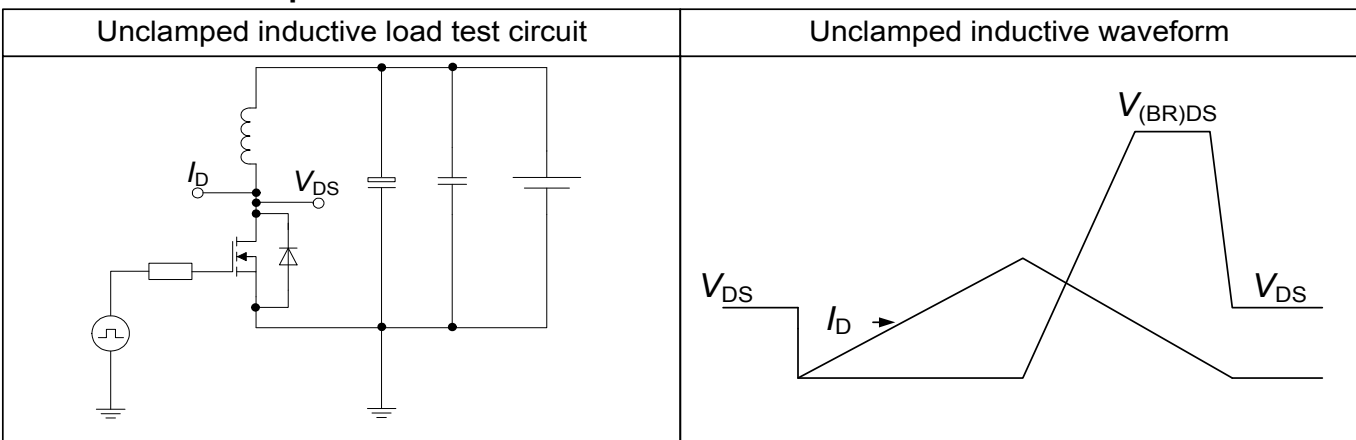 Unclamped inductive load test circuit
Unclamped inductive waveform
V(BR)DS
ID
VDS
VDS
ID
VDS